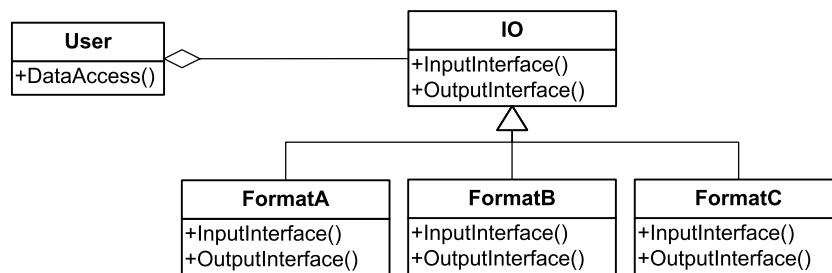 User
+DataAccess()
IO
+InputInterface()
+OutputInterface()
FormatA
+InputInterface()
+OutputInterface()
FormatB
+InputInterface()
+OutputInterface()
FormatC
+InputInterface()
+OutputInterface()